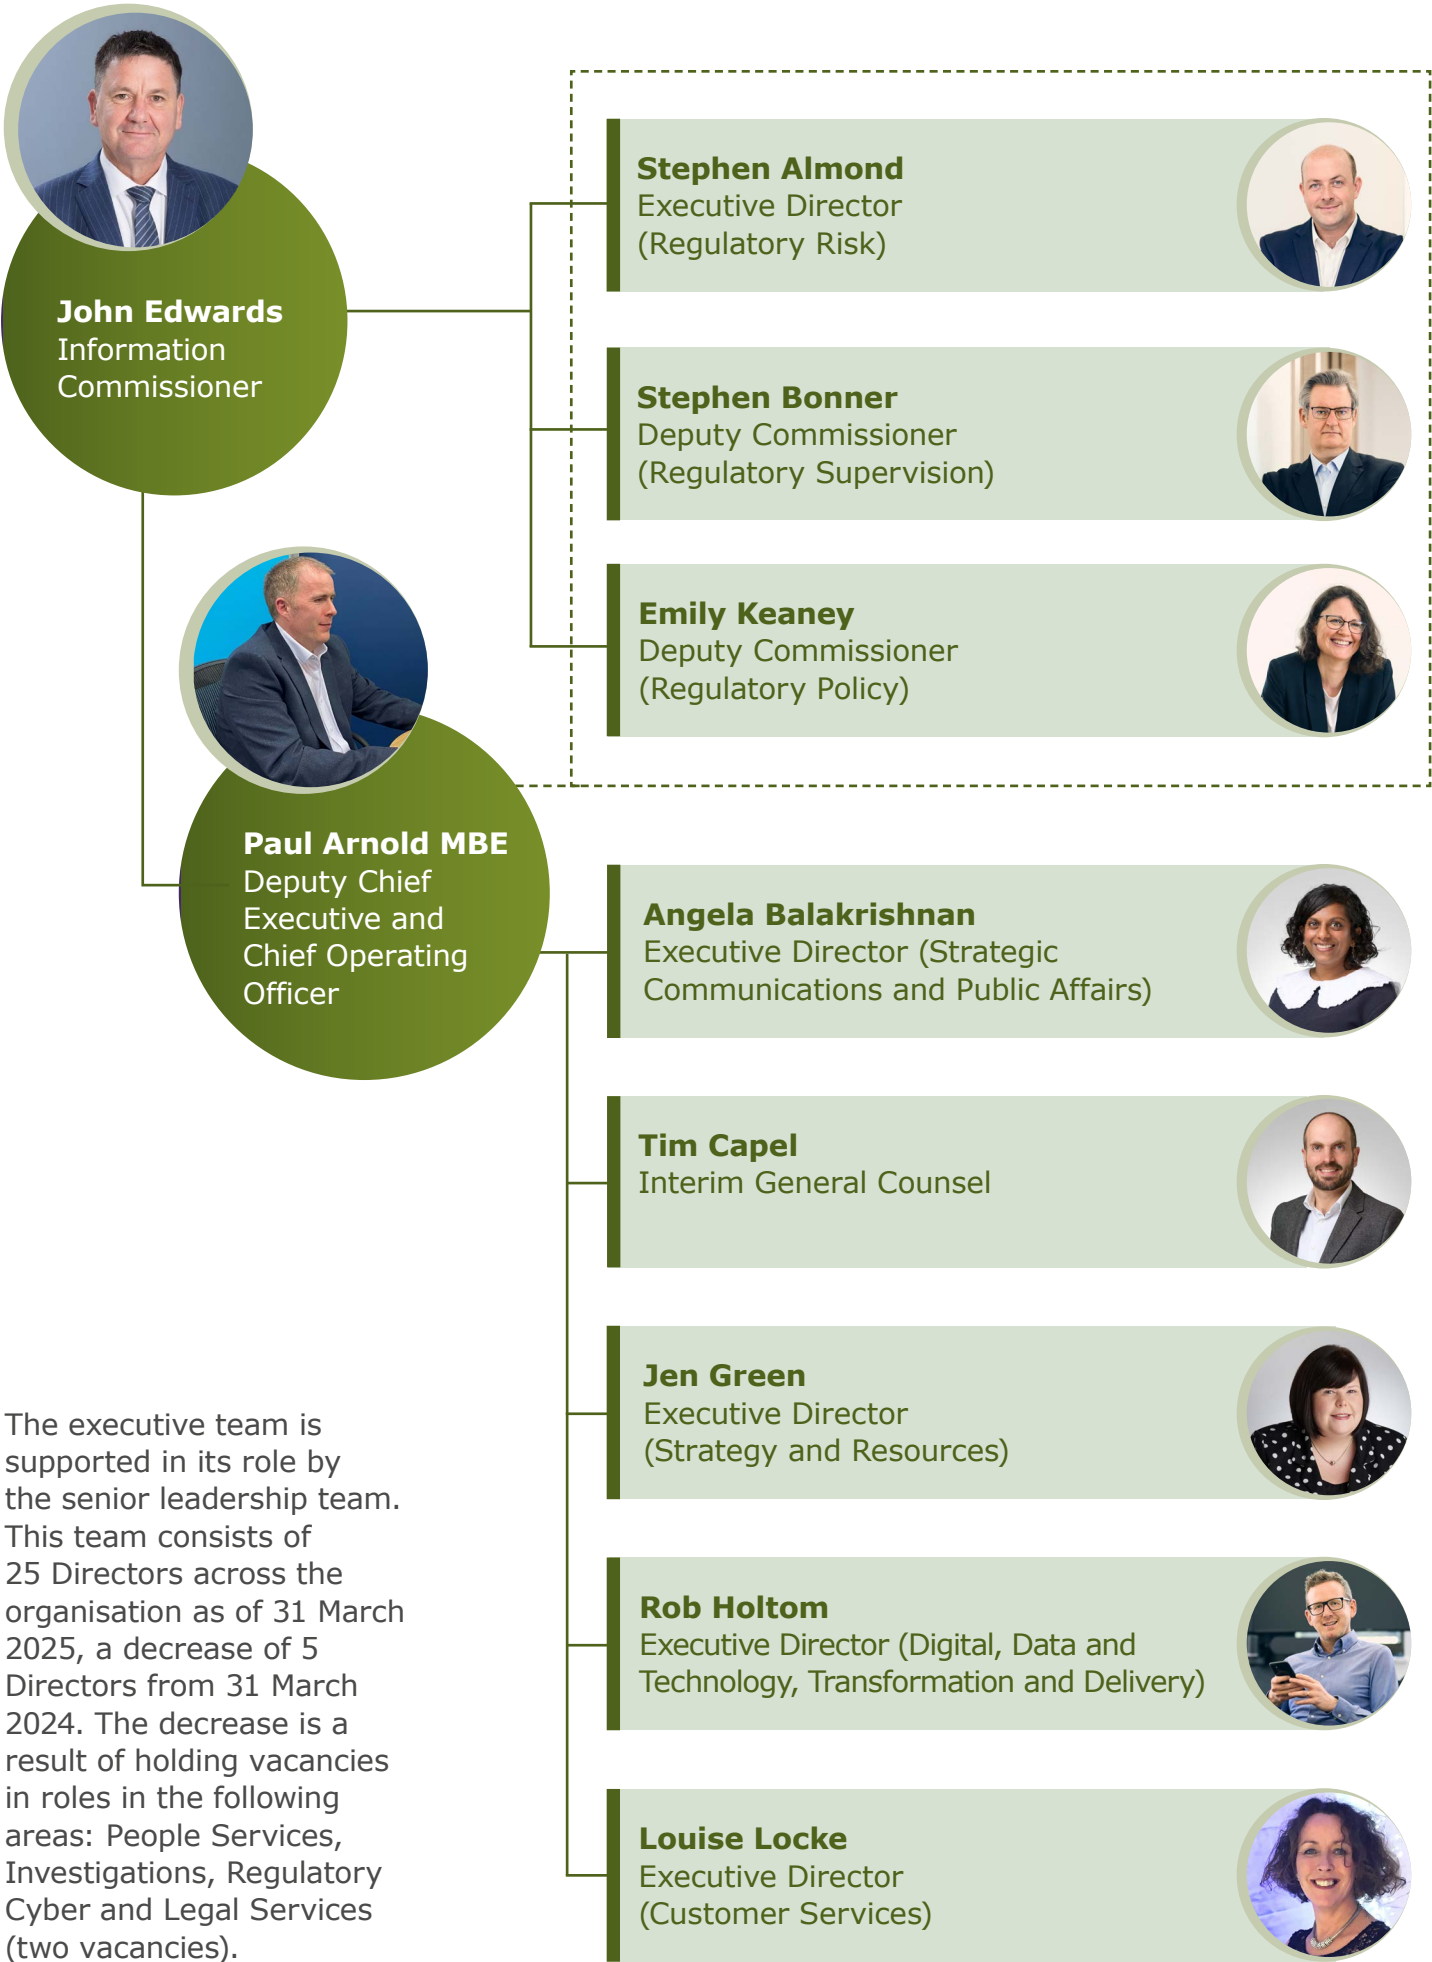 John Edwards
Information
Commissioner
Stephen Almond
Executive Director
(Regulatory Risk)
Stephen Bonner
Deputy Commissioner
(Regulatory Supervision)
Emily Keaney
Deputy Commissioner
(Regulatory Policy)
Paul Arnold MBE
Deputy Chief
Executive and
Chief Operating
Officer
Angela Balakrishnan
Executive Director (Strategic
Communications and Public Affairs)
Tim Capel
Interim General Counsel
Jen Green
Executive Director
(Strategy and Resources)
Rob Holtom
Executive Director (Digital, Data and
Technology, Transformation and Delivery)
Louise Locke
Executive Director
(Customer Services)
The executive team is
supported in its role by
the senior leadership team.
This team consists of
25 Directors across the
organisation as of 31 March
2025, a decrease of 5
Directors from 31 March
2024. The decrease is a
result of holding vacancies
in roles in the following
areas: People Services,
Investigations, Regulatory
Cyber and Legal Services
(two vacancies).